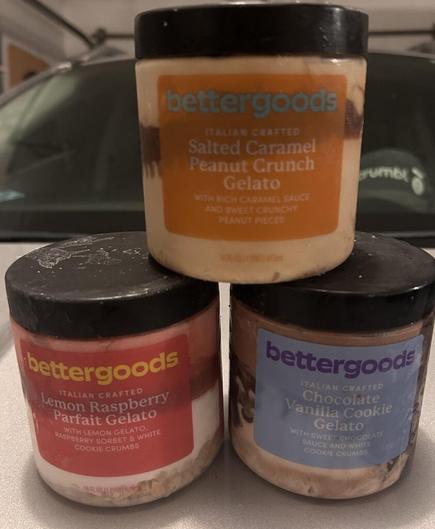 bettergoods
ITALIAN CRAFTED
Salted Caramel
Peanut Crunch
Gelato
WITH RICH CARAMEL SAUCE
AND SWEET CRUNCHY
PEANUT PIECES
bettergoods
ITALIAN CRAFTED
Lemon Raspberry
Parfait Gelato
WITH LEMON GELATO,
RASPBERRY SORBET & WHITE
COOKIE CRUMBS
bettergoods
ITALIAN CRAFTED
Chocolate
Vanilla Cookie
Gelato
WITH SWEET CHOCOLATE
SAUCE AND WHITE
COOKIE CRUMBS